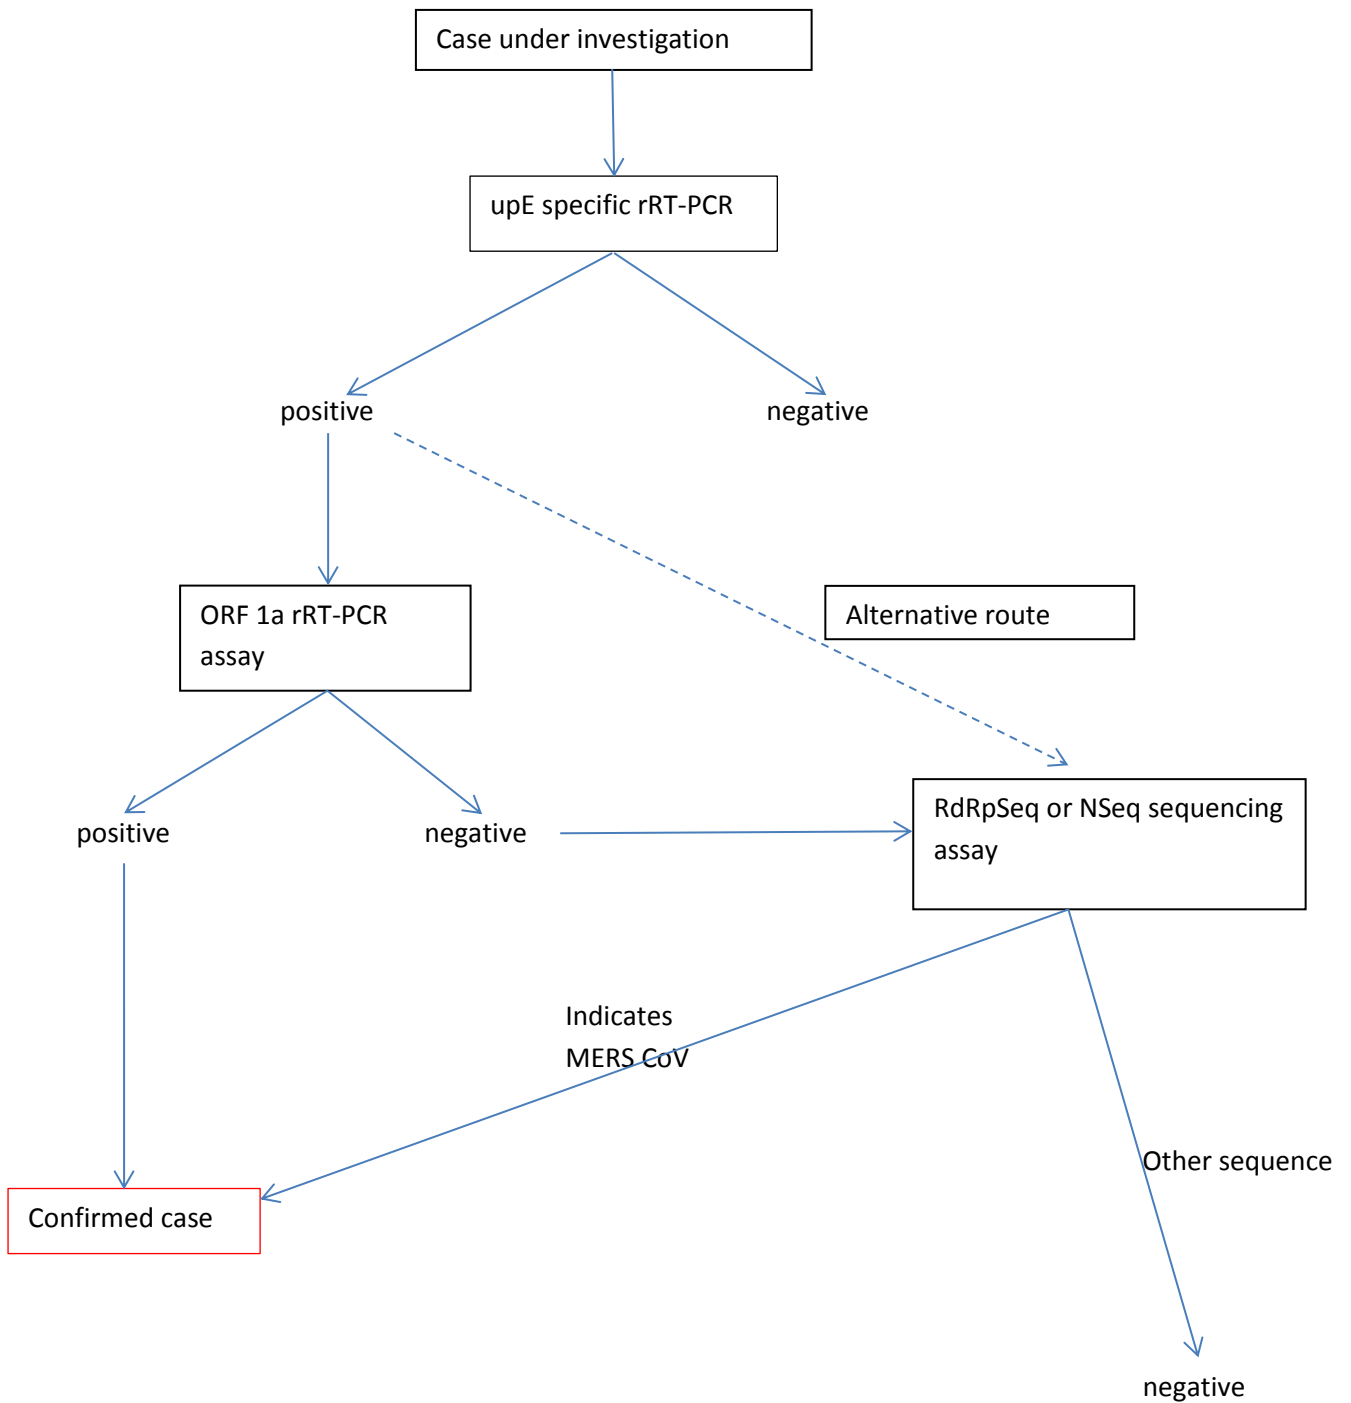 Case under investigation
upE specific rRT-PCR
positive
negative
ORF 1a rRT-PCR
assay
Alternative route
positive
negative
RdRpSeq or NSeq sequencing
assay
Indicates
MERS CoV
Other sequence
Confirmed case
negative